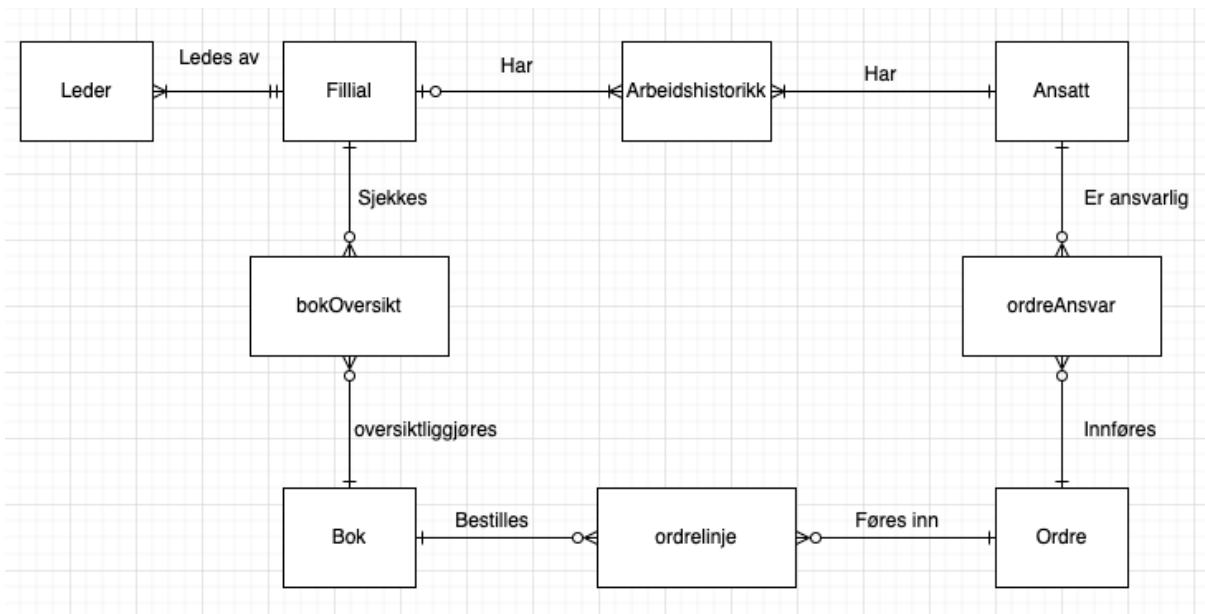 Leder
Ledes av
Fillial
Har
Arbeidshistorikk
Har
Ansatt
Sjekkes
Er ansvarlig
bokOversikt
ordreAnsvar
oversiktliggjøres
Innføres
Bok
Bestilles
ordrelinje
Føres inn
Ordre